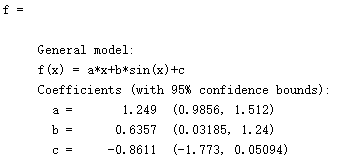 f =
General model:
f(x) = a*x+b*sin(x)+c
Coefficients (with 95% confidence bounds):
a = 1.249 (0.9856, 1.512)
b = 0.6357 (0.03185, 1.24)
c = -0.8611 (-1.773, 0.05094)